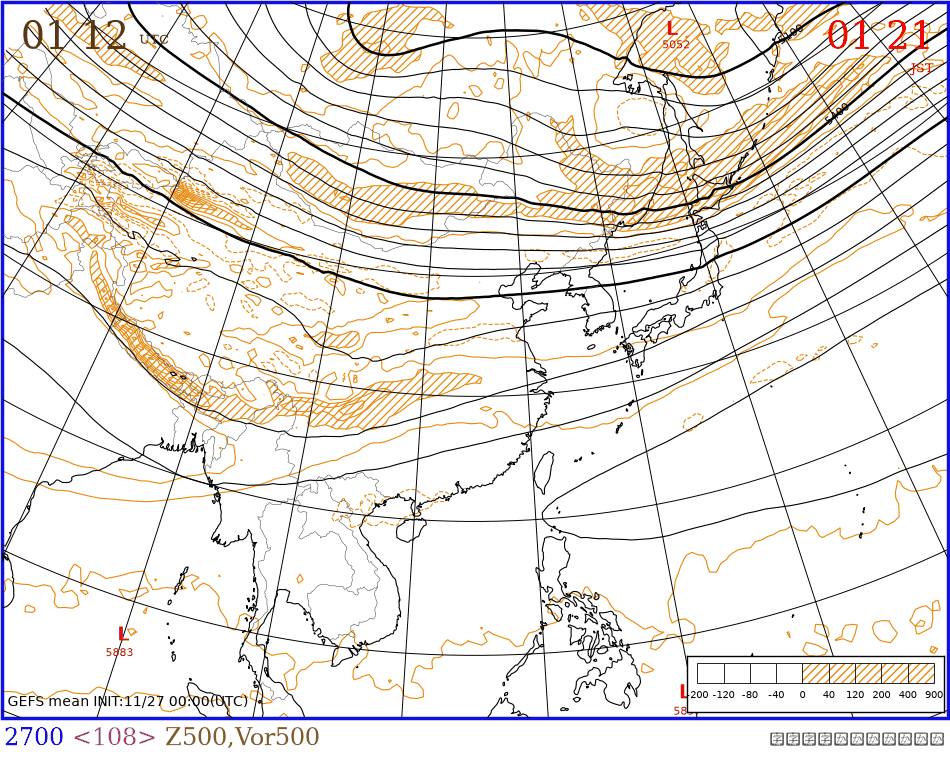 01 12 UTC
01 21
JST
L
5052
5100
5400
L
5883
L
GEFS mean INIT:11/27 00:00(UTC)
-200 -120 -80 -40 0 40 120 200 400 900
2700 <108> Z500,Vor500